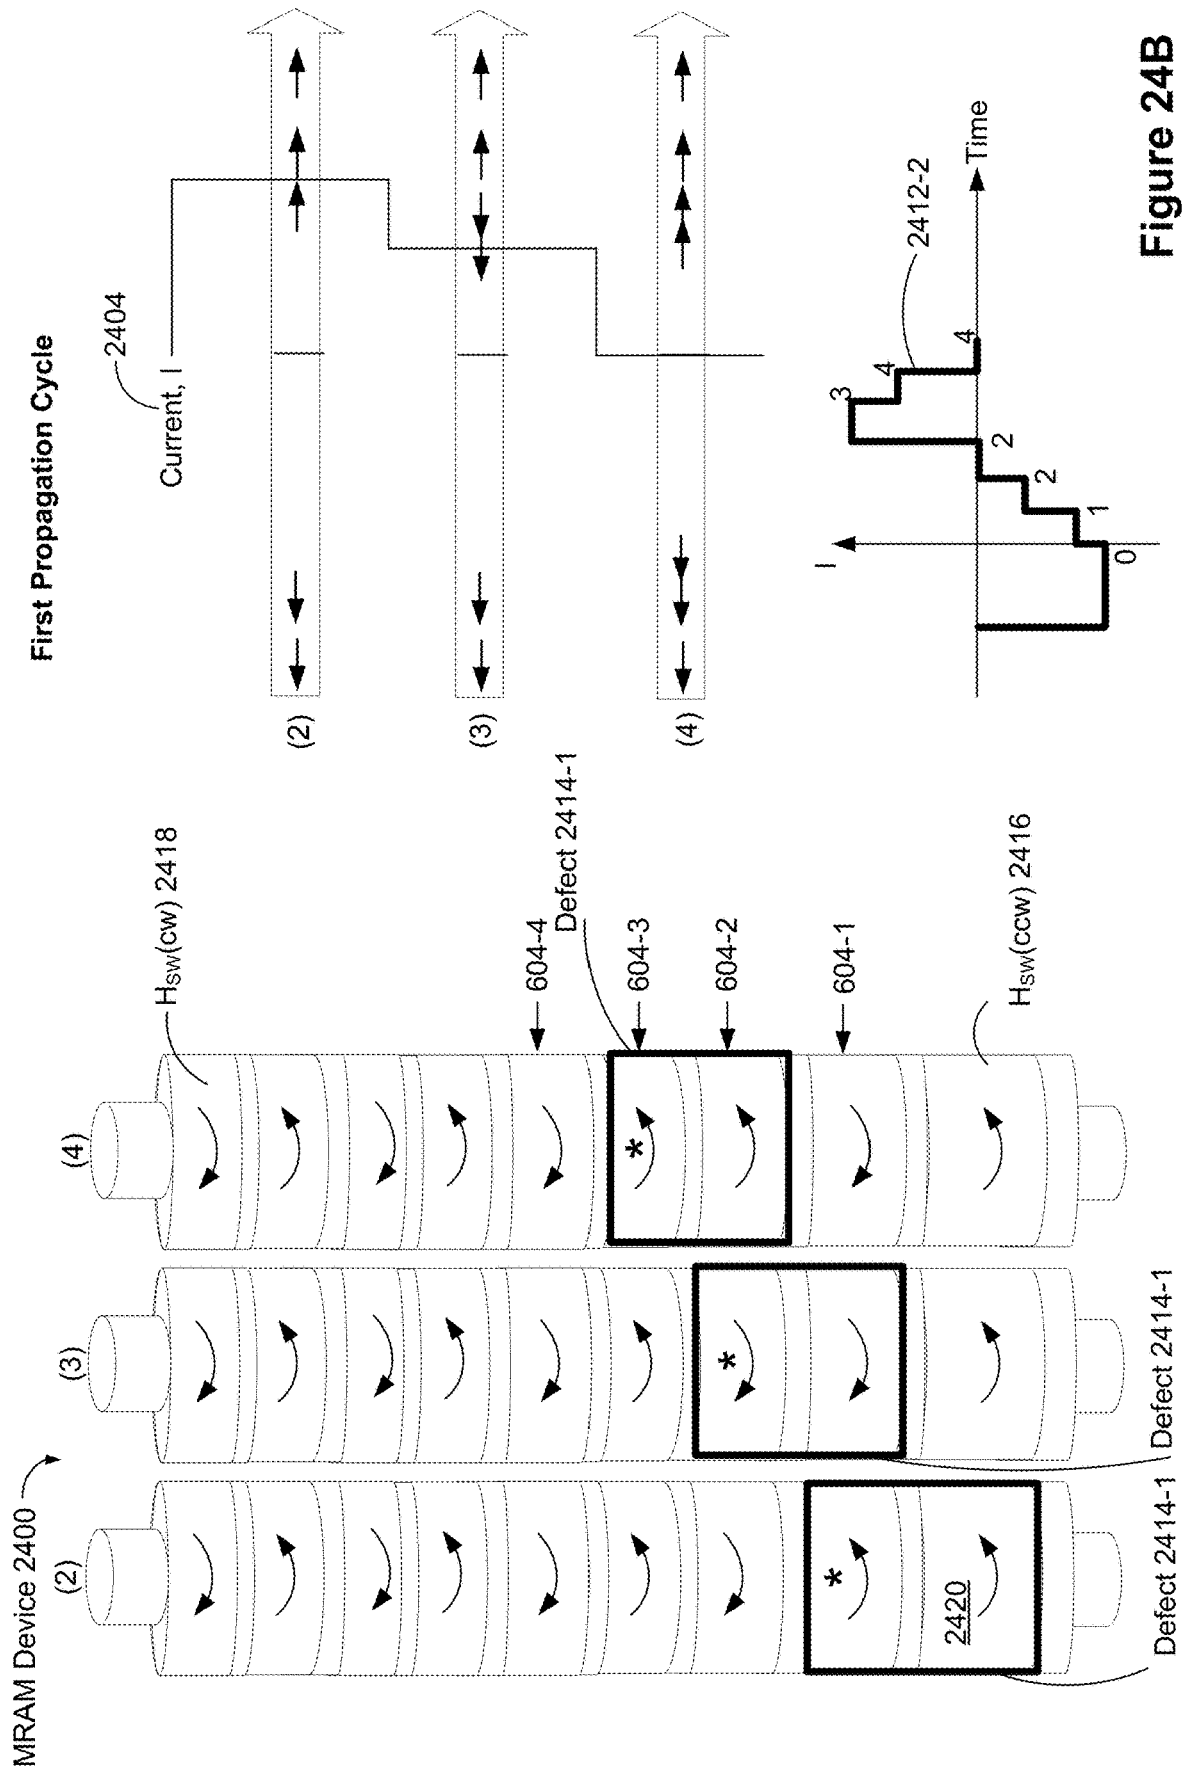 First Propagation Cycle
MRAM Device 2400
(2)
(3)
(4)
H_SW(cw) 2418
604-4
Defect 2414-1
604-3
604-2
604-1
H_SW(ccw) 2416
*
*
*
2420
Defect 2414-1
Defect 2414-1
2404
Current, I
(2)
(3)
(4)
I
0
1
2
2
3
4
4
2412-2
Time
Figure 24B